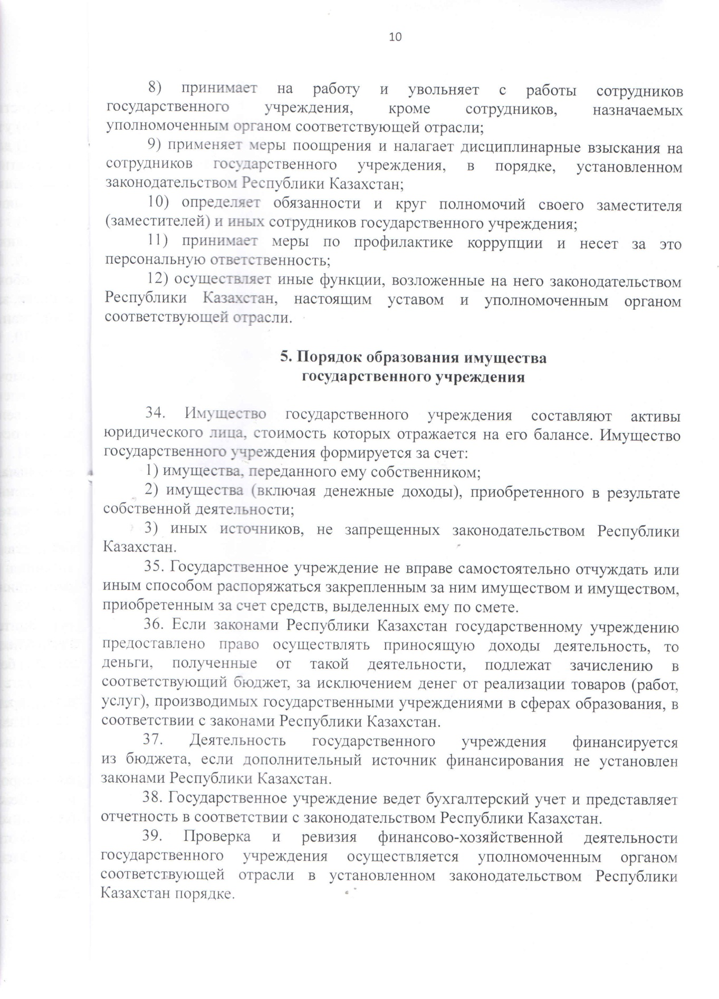 10
8) принимает на работу и увольняет с работы сотрудников
государственного учреждения, кроме сотрудников, назначаемых
уполномоченным органом соответствующей отрасли;
9) применяет меры поощрения и налагает дисциплинарные взыскания на
сотрудников государственного учреждения, в порядке, установленном
законодательством Республики Казахстан;
10) определяет обязанности и круг полномочий своего заместителя
(заместителей) и иных сотрудников государственного учреждения;
11) принимает меры по профилактике коррупции и несет за это
персональную ответственность;
12) осуществляет иные функции, возложенные на него законодательством
Республики Казахстан, настоящим уставом и уполномоченным органом
соответствующей отрасли.
5. Порядок образования имущества
государственного учреждения
34. Имущество государственного учреждения составляют активы
юридического лица, стоимость которых отражается на его балансе. Имущество
государственного учреждения формируется за счет:
1) имущества, переданного ему собственником;
2) имущества (включая денежные доходы), приобретенного в результате
собственной деятельности;
3) иных источников, не запрещенных законодательством Республики
Казахстан.
35. Государственное учреждение не вправе самостоятельно отчуждать или
иным способом распоряжаться закрепленным за ним имуществом и имуществом,
приобретенным за счет средств, выделенных ему по смете.
36. Если законами Республики Казахстан государственному учреждению
предоставлено право осуществлять приносящую доходы деятельность, то
деньги, полученные от такой деятельности, подлежат зачислению в
соответствующий бюджет, за исключением денег от реализации товаров (работ,
услуг), производимых государственными учреждениями в сферах образования, в
соответствии с законами Республики Казахстан.
37. Деятельность государственного учреждения финансируется
из бюджета, если дополнительный источник финансирования не установлен
законами Республики Казахстан.
38. Государственное учреждение ведет бухгалтерский учет и представляет
отчетность в соответствии с законодательством Республики Казахстан.
39. Проверка и ревизия финансово-хозяйственной деятельности
государственного учреждения осуществляется уполномоченным органом
соответствующей отрасли в установленном законодательством Республики
Казахстан порядке.